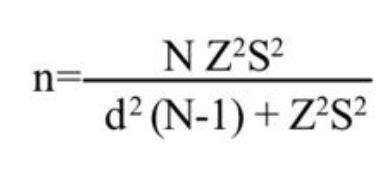 n= N Z²S²
d² (N-1) + Z²S²